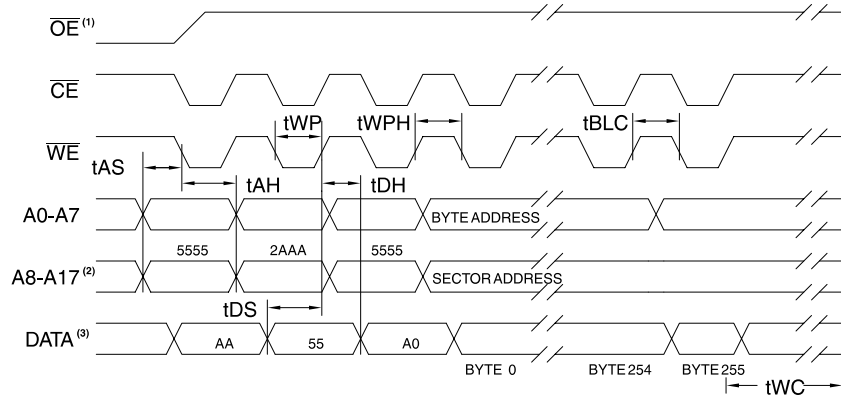 OE (1)
CE
tWP tWPH tBLC
WE
tAS
tAH tDH
A0-A7 BYTE ADDRESS
5555 2AAA 5555
A8-A17 (2) SECTOR ADDRESS
tDS
DATA (3) AA 55 A0
BYTE 0 BYTE 254 BYTE 255
tWC